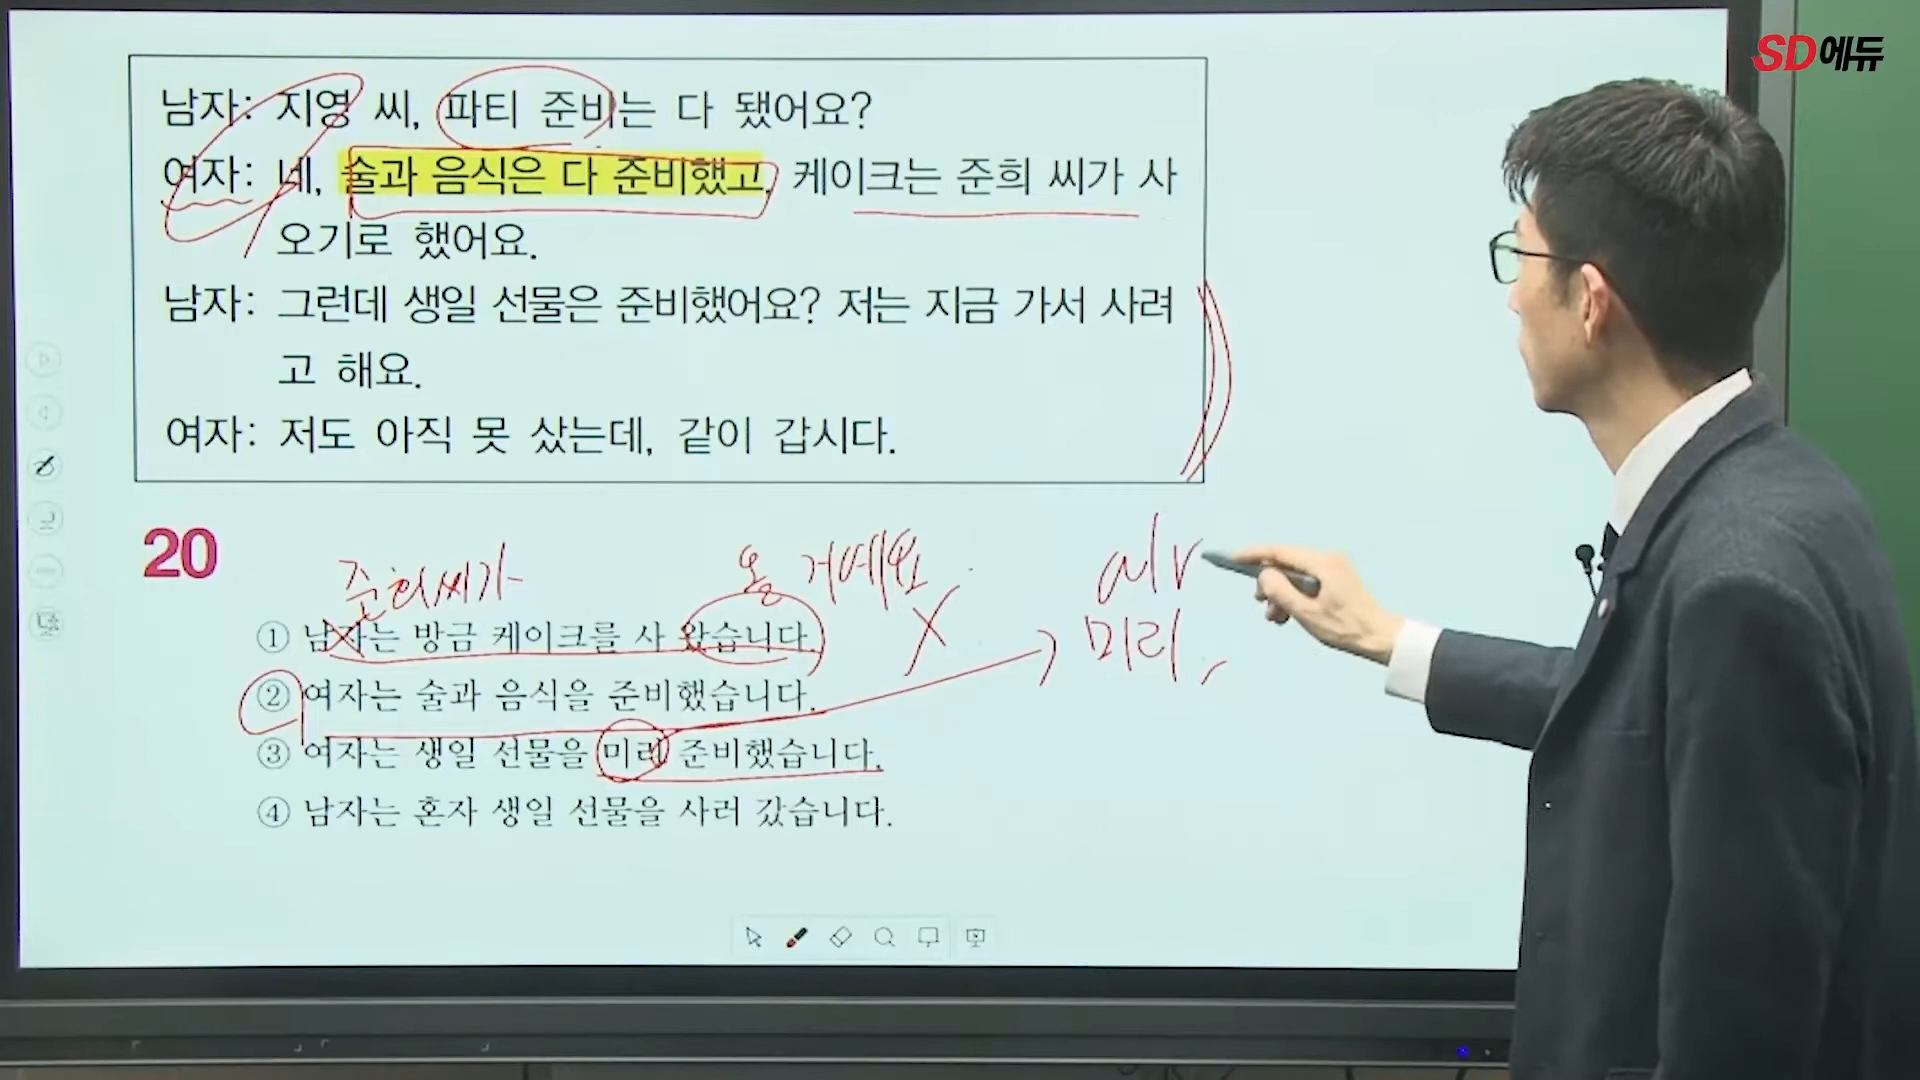 SD에듀
남자: 지영 씨, 파티 준비는 다 됐어요?
여자: 네, 술과 음식은 다 준비했고, 케이크는 준희 씨가 사
오기로 했어요.
남자: 그런데 생일 선물은 준비했어요? 저는 지금 가서 사려
고 해요.
여자: 저도 아직 못 샀는데, 같이 갑시다.
20
준희씨가 올 거예요
alr
① 남자는 방금 케이크를 사 왔습니다.
미리
② 여자는 술과 음식을 준비했습니다.
③ 여자는 생일 선물을 미리 준비했습니다.
④ 남자는 혼자 생일 선물을 사러 갔습니다.